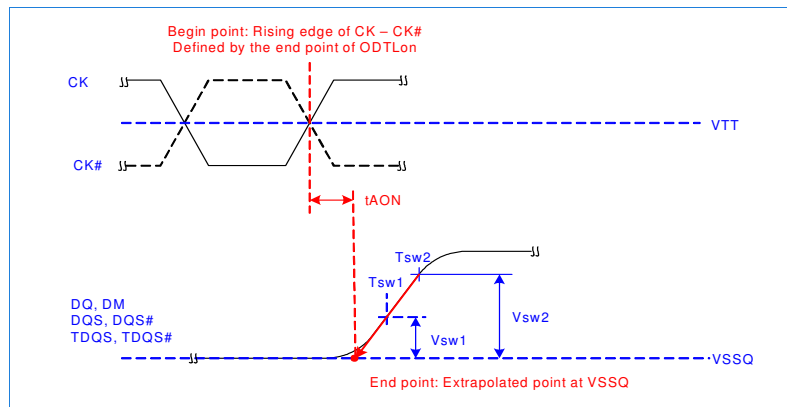 Begin point: Rising edge of CK – CK#
Defined by the end point of ODTLon
CK
VTT
CK#
tAON
Tsw2
Tsw1
DQ, DM
DQS, DQS#
TDQS, TDQS#
Vsw2
Vsw1
VSSQ
End point: Extrapolated point at VSSQ